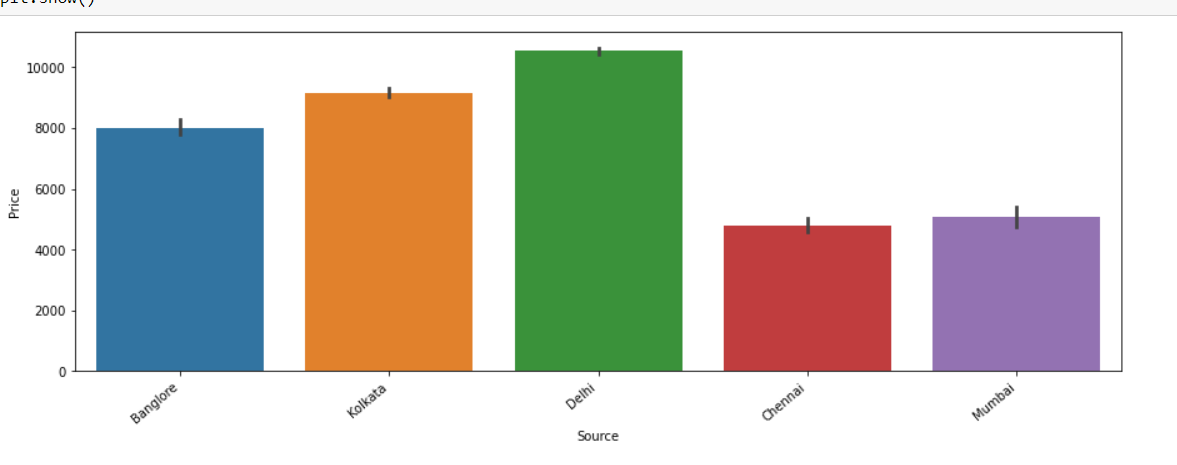 plt.show()
10000
8000
6000
4000
2000
0
Price
Banglore
Kolkata
Delhi
Chennai
Mumbai
Source